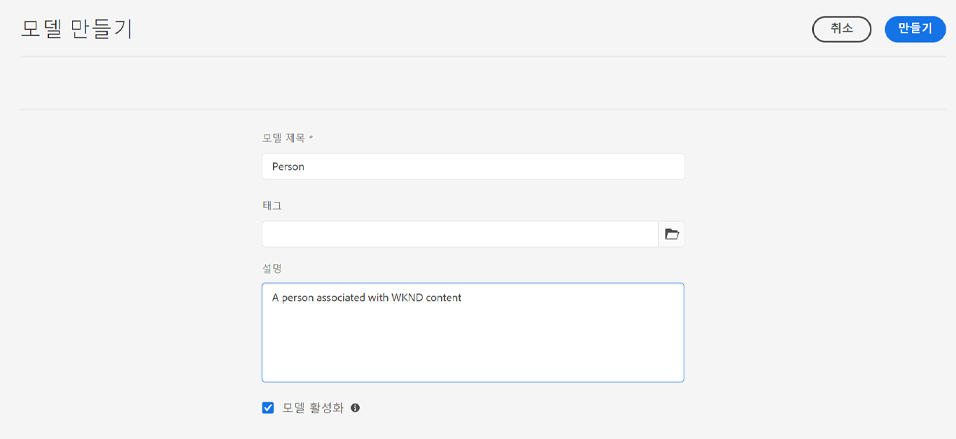 모델 만들기
취소
만들기
모델 제목 *
Person
태그
설명
A person associated with WKND content
모델 활성화